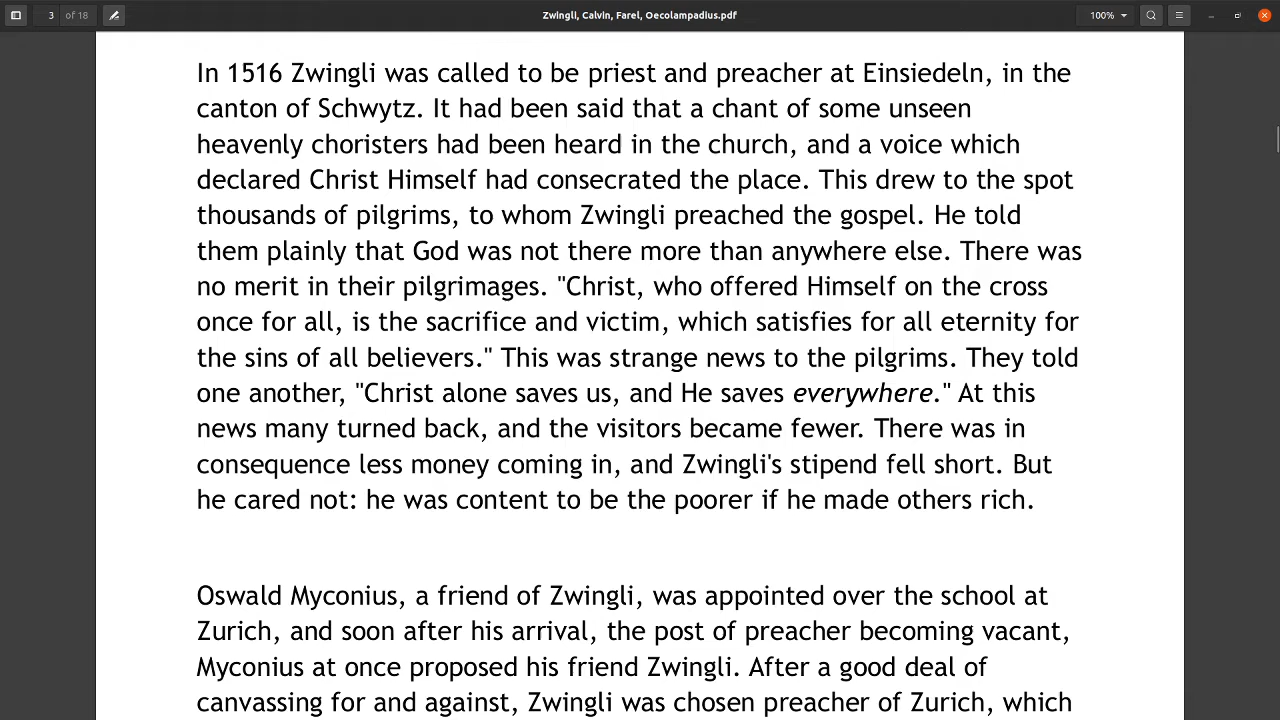 3 of 18
Zwingli, Calvin, Farel, Oecolampadius.pdf
100%
In 1516 Zwingli was called to be priest and preacher at Einsiedeln, in the
canton of Schwytz. It had been said that a chant of some unseen
heavenly choristers had been heard in the church, and a voice which
declared Christ Himself had consecrated the place. This drew to the spot
thousands of pilgrims, to whom Zwingli preached the gospel. He told
them plainly that God was not there more than anywhere else. There was
no merit in their pilgrimages. "Christ, who offered Himself on the cross
once for all, is the sacrifice and victim, which satisfies for all eternity for
the sins of all believers." This was strange news to the pilgrims. They told
one another, "Christ alone saves us, and He saves everywhere." At this
news many turned back, and the visitors became fewer. There was in
consequence less money coming in, and Zwingli's stipend fell short. But
he cared not: he was content to be the poorer if he made others rich.
Oswald Myconius, a friend of Zwingli, was appointed over the school at
Zurich, and soon after his arrival, the post of preacher becoming vacant,
Myconius at once proposed his friend Zwingli. After a good deal of
canvassing for and against, Zwingli was chosen preacher of Zurich, which